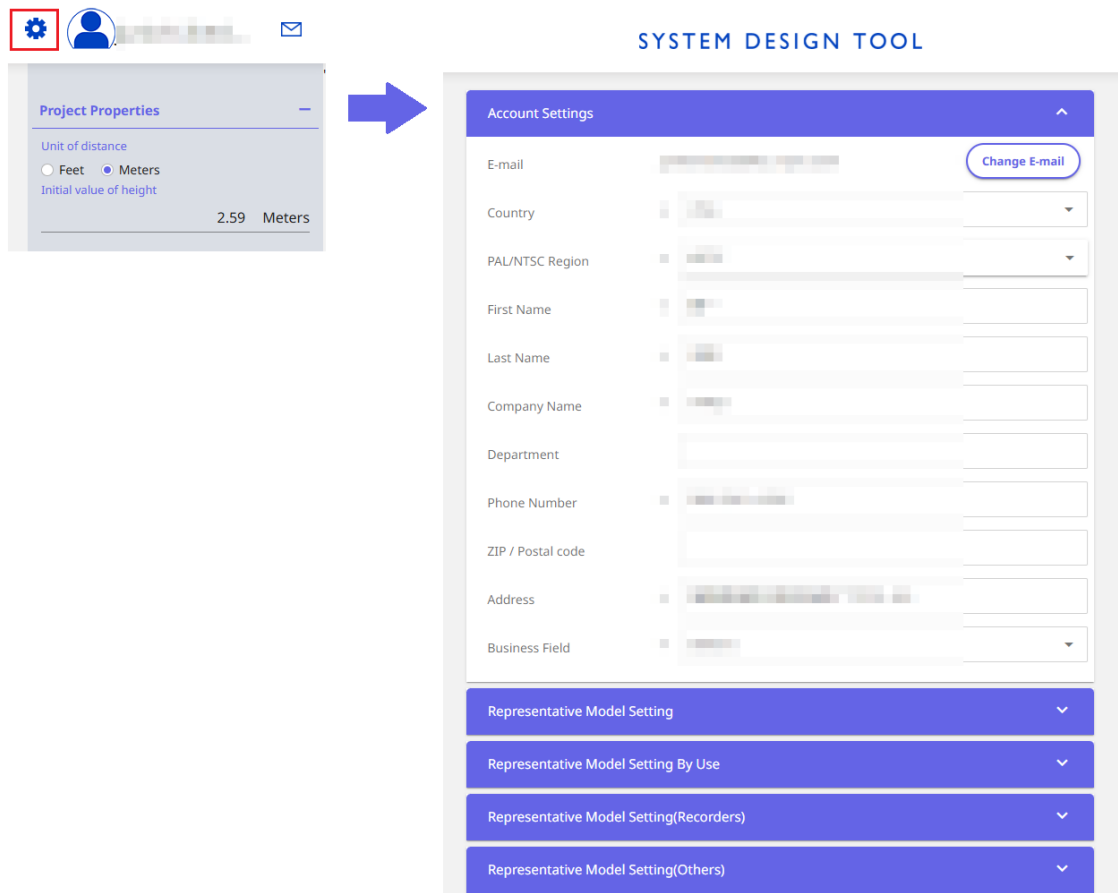 Project Properties
Unit of distance
Feet Meters
Initial value of height
2.59 Meters
SYSTEM DESIGN TOOL
Account Settings
E-mail
Change E-mail
Country
PAL/NTSC Region
First Name
Last Name
Company Name
Department
Phone Number
ZIP / Postal code
Address
Business Field
Representative Model Setting
Representative Model Setting By Use
Representative Model Setting(Recorders)
Representative Model Setting(Others)